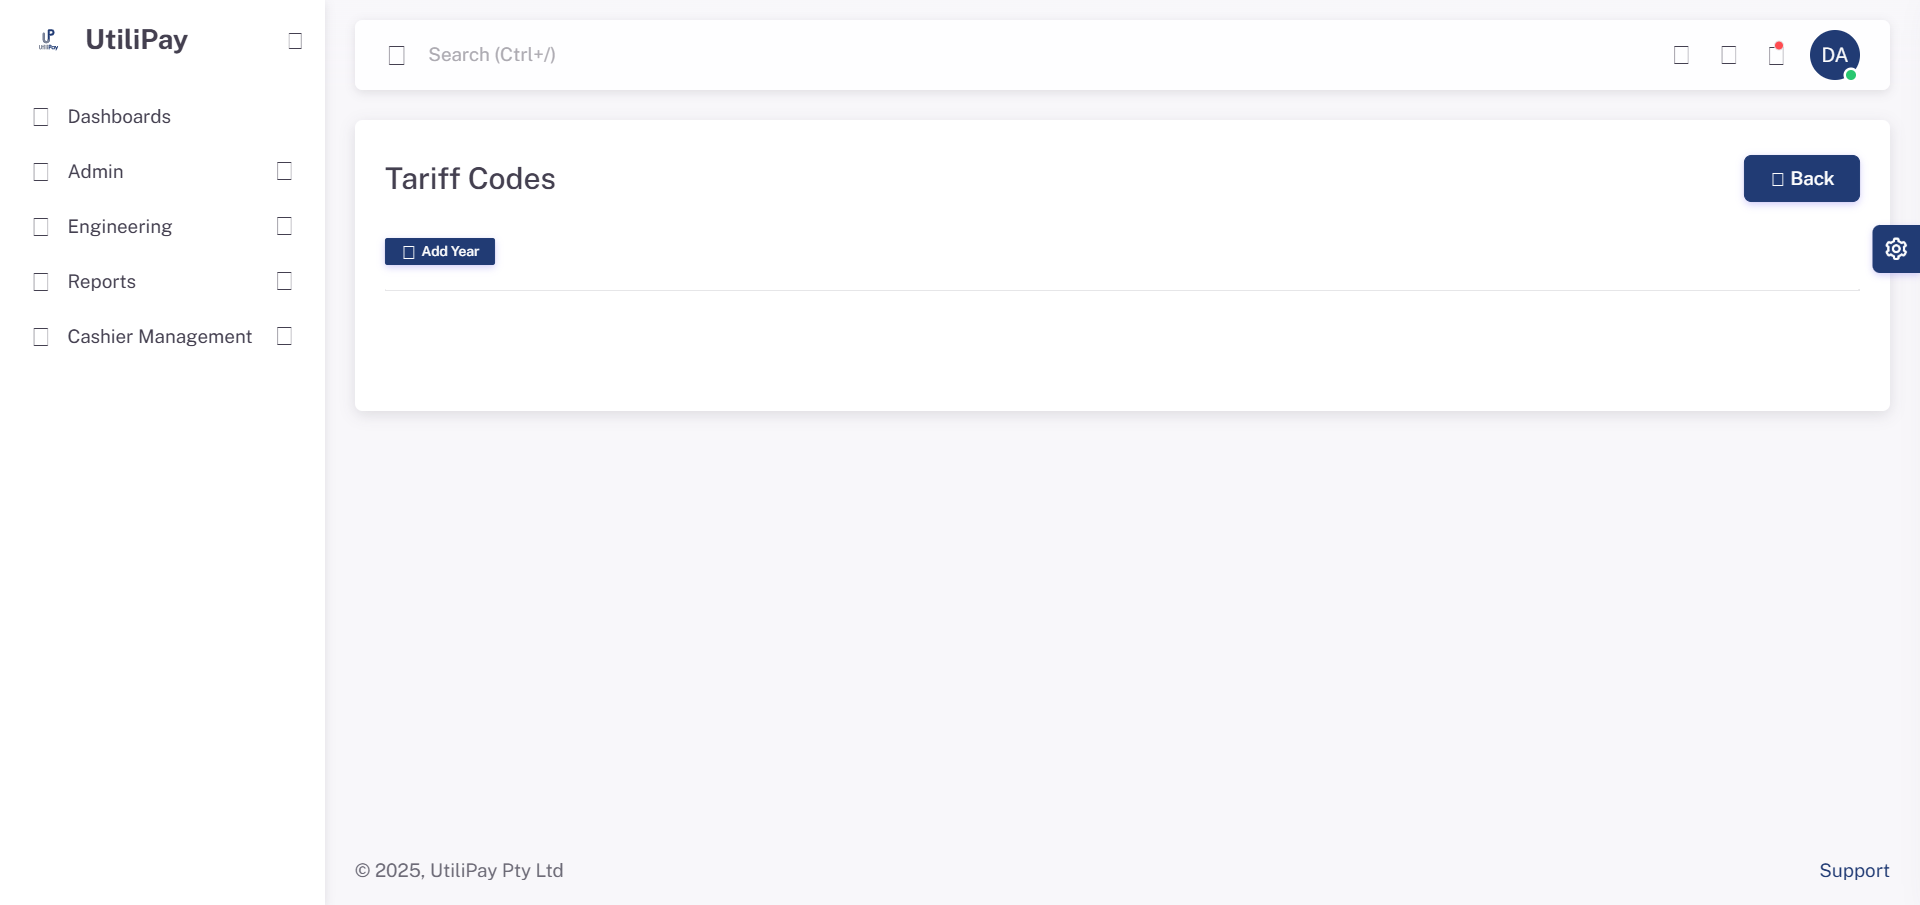 UtiliPay
Dashboards
Admin
Engineering
Reports
Cashier Management
Search (Ctrl+/)
DA
Tariff Codes
Back
Add Year
© 2025, UtiliPay Pty Ltd
Support